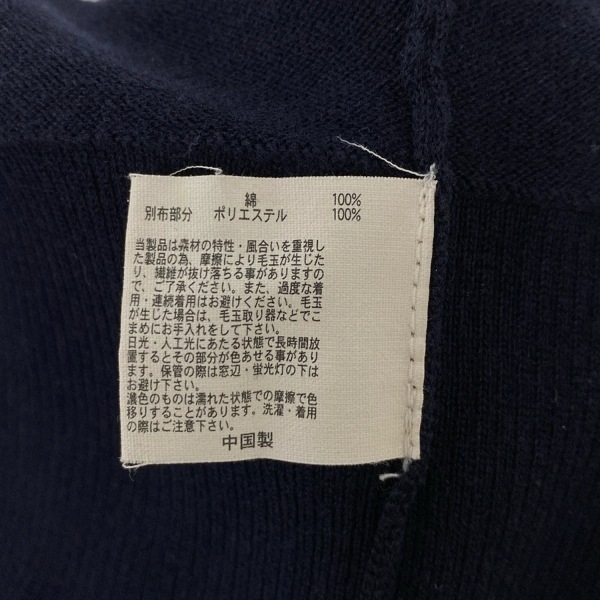 綿 100%
別布部分 ポリエステル 100%
当製品は素材の特性・風合いを重視し
た製品の為、摩擦により毛玉が生じた
り、繊維が抜け落ちる事がありますの
で、ご了承ください。また、過度な着
用・連続着用はお避けください。毛玉
が生じた場合は、毛玉取り器などでこ
まめにお手入れをして下さい。
日光・人工光にあたる状態で長時間放
置するとその部分が色あせる事があり
ます。保管の際は窓辺・蛍光灯の下は
お避け下さい。
濃色のものは濡れた状態での摩擦で色
移りすることがあります。洗濯・着用
の際はご注意下さい。
中国製